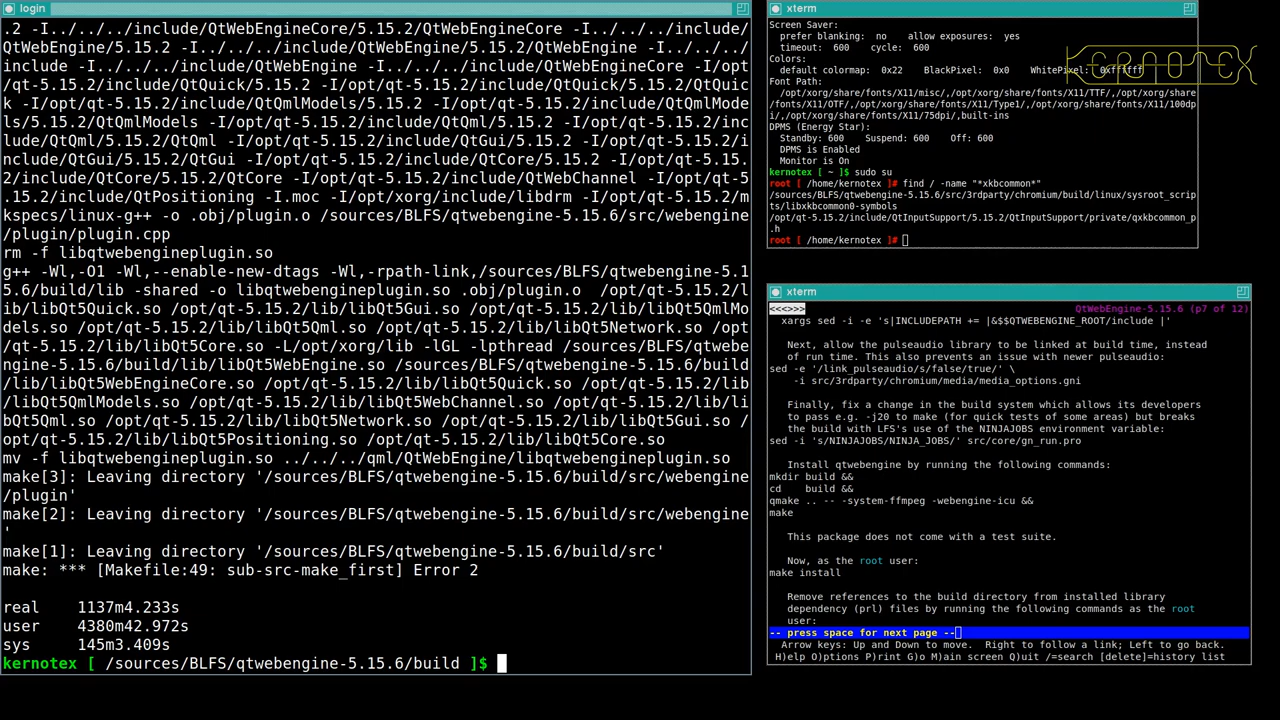 login
.2 -I../../../include/QtWebEngineCore/5.15.2/QtWebEngineCore -I../../../include/
QtWebEngine/5.15.2 -I../../../include/QtWebEngine/5.15.2/QtWebEngine -I../../../
include -I../../../include/QtWebEngine -I../../../include/QtWebEngineCore -I/opt
/qt-5.15.2/include/QtQuick/5.15.2 -I/opt/qt-5.15.2/include/QtQuick/5.15.2/QtQuic
k -I/opt/qt-5.15.2/include/QtQmlModels/5.15.2 -I/opt/qt-5.15.2/include/QtQmlMode
ls/5.15.2/QtQmlModels -I/opt/qt-5.15.2/include/QtQml/5.15.2 -I/opt/qt-5.15.2/inc
lude/QtQml/5.15.2/QtQml -I/opt/qt-5.15.2/include/QtGui/5.15.2 -I/opt/qt-5.15.2/i
nclude/QtGui/5.15.2/QtGui -I/opt/qt-5.15.2/include/QtCore/5.15.2 -I/opt/qt-5.15.
2/include/QtCore/5.15.2/QtCore -I/opt/qt-5.15.2/include/QtWebChannel -I/opt/qt-5
.15.2/include/QtPositioning -I.moc -I/opt/xorg/include/libdrm -I/opt/qt-5.15.2/m
kspecs/linux-g++ -o .obj/plugin.o /sources/BLFS/qtwebengine-5.15.6/src/webengine
/plugin/plugin.cpp
rm -f libqtwebengineplugin.so
g++ -Wl,-O1 -Wl,--enable-new-dtags -Wl,-rpath-link,/sources/BLFS/qtwebengine-5.1
5.6/build/lib -shared -o libqtwebengineplugin.so .obj/plugin.o  /opt/qt-5.15.2/l
ib/libQt5Quick.so /opt/qt-5.15.2/lib/libQt5Gui.so /opt/qt-5.15.2/lib/libQt5QmlMo
dels.so /opt/qt-5.15.2/lib/libQt5Qml.so /opt/qt-5.15.2/lib/libQt5Network.so /opt
/qt-5.15.2/lib/libQt5Core.so -L/opt/xorg/lib -lGL -lpthread   /sources/BLFS/qtwebe
ngine-5.15.6/build/lib/libQt5WebEngine.so /sources/BLFS/qtwebengine-5.15.6/build
/lib/libQt5WebEngineCore.so /opt/qt-5.15.2/lib/libQt5Quick.so /opt/qt-5.15.2/lib
/libQt5QmlModels.so /opt/qt-5.15.2/lib/libQt5WebChannel.so /opt/qt-5.15.2/lib/li
bQt5Qml.so /opt/qt-5.15.2/lib/libQt5Network.so /opt/qt-5.15.2/lib/libQt5Gui.so /
opt/qt-5.15.2/lib/libQt5Positioning.so /opt/qt-5.15.2/lib/libQt5Core.so
mv -f libqtwebengineplugin.so ../../../qml/QtWebEngine/libqtwebengineplugin.so
make[3]: Leaving directory '/sources/BLFS/qtwebengine-5.15.6/build/src/webengine
/plugin'
make[2]: Leaving directory '/sources/BLFS/qtwebengine-5.15.6/build/src/webengine
'
make[1]: Leaving directory '/sources/BLFS/qtwebengine-5.15.6/build/src'
make: *** [Makefile:49: sub-src-make_first] Error 2
real    1137m4.233s
user    4380m42.972s
sys     145m3.409s
kernotex [ /sources/BLFS/qtwebengine-5.15.6/build ]$
xterm
Screen Saver:
prefer blanking:  no    allow exposures:  yes
timeout:  600    cycle:  600
Colors:
default colormap:  0x22    BlackPixel:  0x0    WhitePixel:  0xffffff
Font Path:
/opt/xorg/share/fonts/X11/misc/,/opt/xorg/share/fonts/X11/TTF/,/opt/xorg/share
/fonts/X11/OTF/,/opt/xorg/share/fonts/X11/Type1/,/opt/xorg/share/fonts/X11/100dp
i/,/opt/xorg/share/fonts/X11/75dpi/,built-ins
DPMS (Energy Star):
Standby: 600    Suspend: 600    Off: 600
DPMS is Enabled
Monitor is On
kernotex [ ~ ]$ sudo su
root [ /home/kernotex ]# find / -name "*xkbcommon*"
/sources/BLFS/qtwebengine-5.15.6/src/3rdparty/chromium/build/linux/sysroot_scrip
ts/libxkbcommon0-symbols
/opt/qt-5.15.2/include/QtInputSupport/5.15.2/QtInputSupport/private/qxkbcommon_p
.h
root [ /home/kernotex ]#
KERNOTEX
xterm
<<<>>> QtWebEngine-5.15.6 (p7 of 12)
xargs sed -i -e 's|INCLUDEPATH += |&$$QTWEBENGINE_ROOT/include |'
Next, allow the pulseaudio library to be linked at build time, instead
of run time. This also prevents an issue with newer pulseaudio:
sed -e '/link_pulseaudio/s/false/true/' \
-i src/3rdparty/chromium/media/media_options.gni
Finally, fix a change in the build system which allows its developers
to pass e.g. -j20 to make (for quick tests of some areas) but breaks
the build with LFS's use of the NINJAJOBS environment variable:
sed -i 's/NINJAJOBS/NINJA_JOBS/' src/core/gn_run.pro
Install qtwebengine by running the following commands:
mkdir build &&
cd    build &&
qmake .. -- -system-ffmpeg -webengine-icu &&
make
This package does not come with a test suite.
Now, as the root user:
make install
Remove references to the build directory from installed library
dependency (prl) files by running the following commands as the root
user:
-- press space for next page --
Arrow keys: Up and Down to move.  Right to follow a link; Left to go back.
H)elp O)ptions P)rint G)o M)ain screen Q)uit /=search [delete]=history list